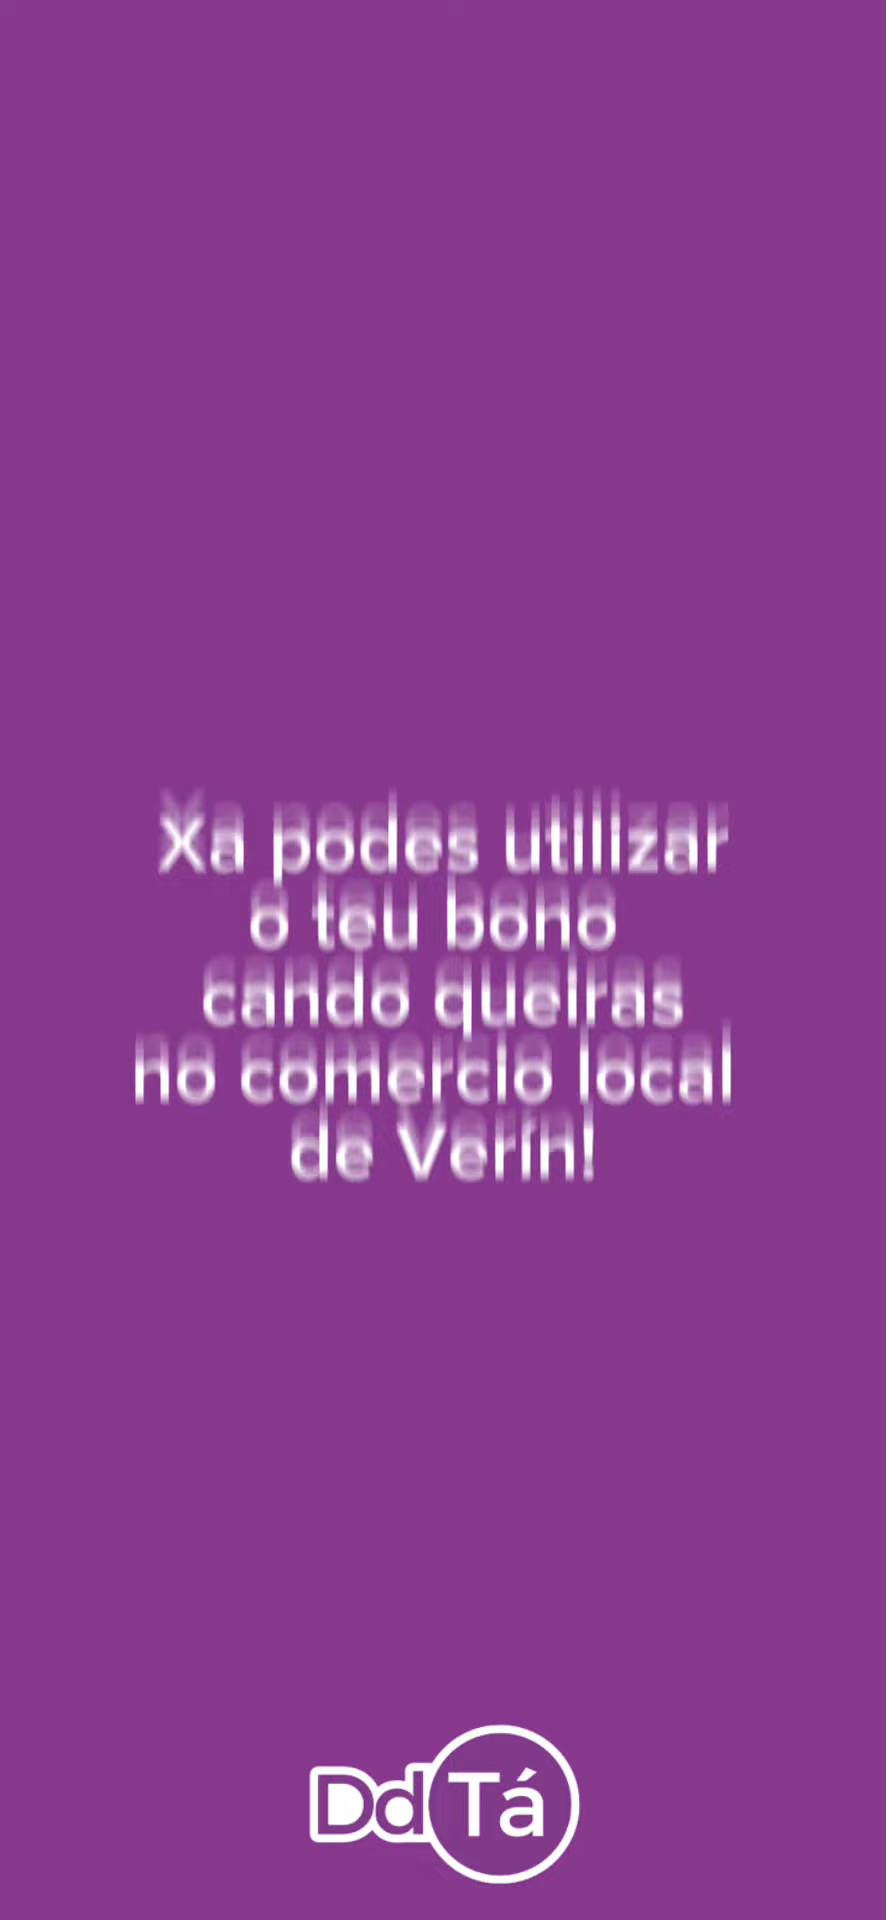 Xa podes utilizar
o teu bono
cando queiras
no comercio local
de Verín!
DdTá